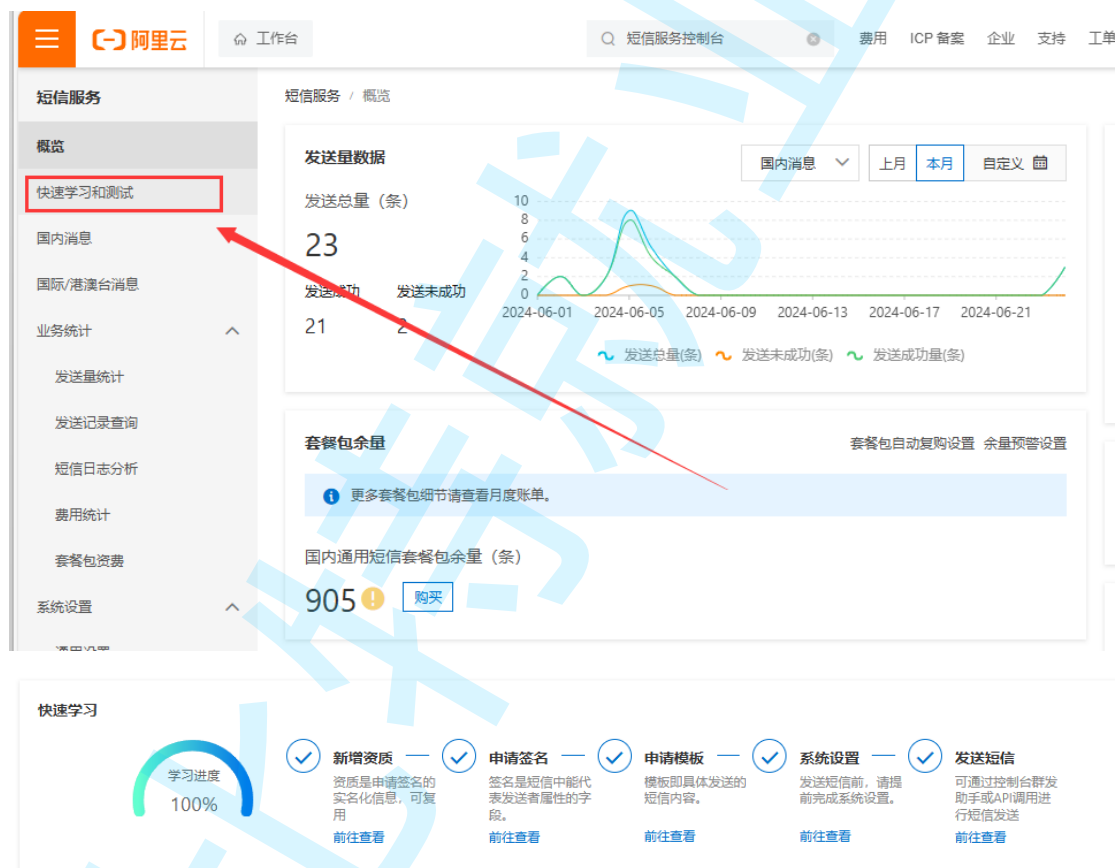 阿里云
工作台
短信服务控制台
费用
ICP 备案
企业
支持
工单
短信服务
概览
快速学习和测试
国内消息
国际/港澳台消息
业务统计
发送量统计
发送记录查询
短信日志分析
费用统计
套餐包资费
系统设置
短信服务 / 概览
发送量数据
国内消息
上月
本月
自定义
发送总量（条）
23
发送成功
发送未成功
21
2
10
8
6
4
2
0
2024-06-01
2024-06-05
2024-06-09
2024-06-13
2024-06-17
2024-06-21
发送总量(条)
发送未成功(条)
发送成功量(条)
套餐包余量
套餐包自动复购设置 余量预警设置
更多套餐包细节请查看月度账单。
国内通用短信套餐包余量（条）
905
购买
快速学习
学习进度
100%
新增资质
资质是申请签名的
实名化信息，可复
用
前往查看
申请签名
签名是短信中能代
表发送者属性的字
段。
前往查看
申请模板
模板即具体发送的
短信内容。
前往查看
系统设置
发送短信前，请提
前完成系统设置。
前往查看
发送短信
可通过控制台群发
助手或API调用进
行短信发送
前往查看